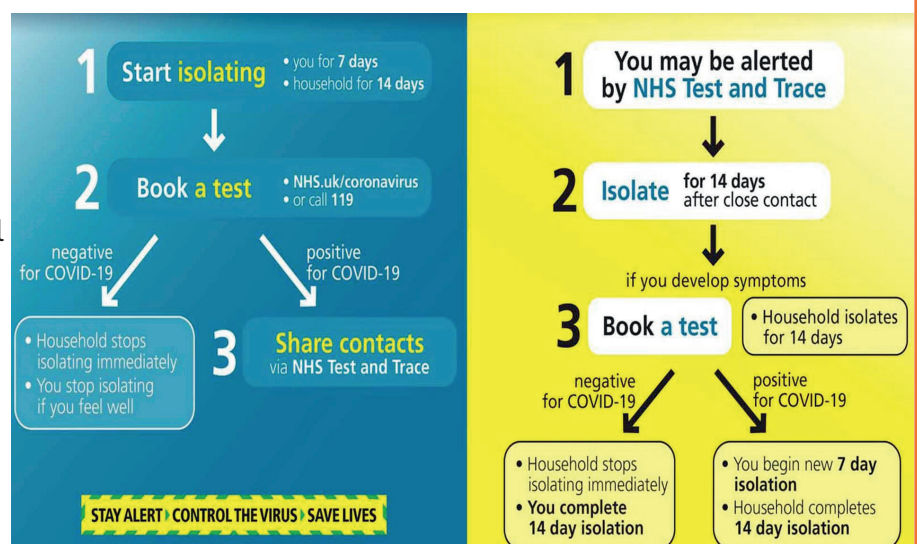 1
Start isolating
• you for 7 days
• household for 14 days
2
Book a test
• NHS.uk/coronavirus
• or call 119
negative
for COVID-19
positive
for COVID-19
• Household stops
isolating immediately
• You stop isolating
if you feel well
3
Share contacts
via NHS Test and Trace
STAY ALERT CONTROL THE VIRUS SAVE LIVES
1
You may be alerted
by NHS Test and Trace
2
Isolate
for 14 days
after close contact
if you develop symptoms
3
Book a test
• Household isolates
for 14 days
negative
for COVID-19
positive
for COVID-19
• Household stops
isolating immediately
• You complete
14 day isolation
• You begin new 7 day
isolation
• Household completes
14 day isolation